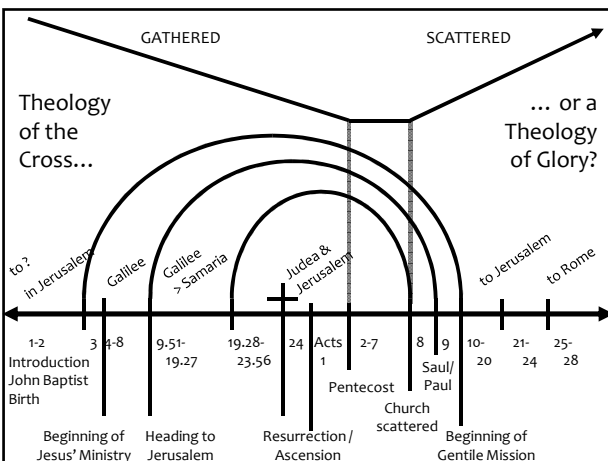 GATHERED
SCATTERED
Theology
of the
Cross…
… or a
Theology
of Glory?
to ?
in Jerusalem
Galilee
Galilee
> Samaria
Judea &
Jerusalem
to Jerusalem
to Rome
1-2
Introduction
John Baptist
Birth
3
4-8
9.51-
19.27
19.28-
23.56
24
Acts
1
2-7
8
9
10-
20
21-
24
25-
28
Pentecost
Saul/
Paul
Church
scattered
Beginning of
Jesus' Ministry
Heading to
Jerusalem
Resurrection /
Ascension
Beginning of
Gentile Mission